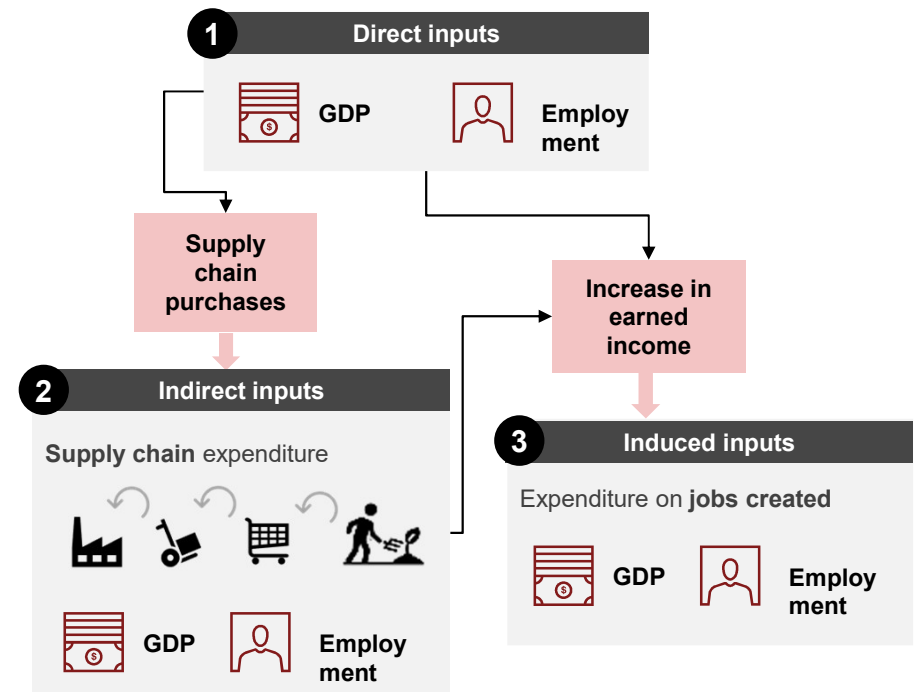 1
Direct inputs
GDP
Employ
ment
Supply
chain
purchases
Increase in
earned
income
2
Indirect inputs
Supply chain expenditure
GDP
Employ
ment
3
Induced inputs
Expenditure on jobs created
GDP
Employ
ment